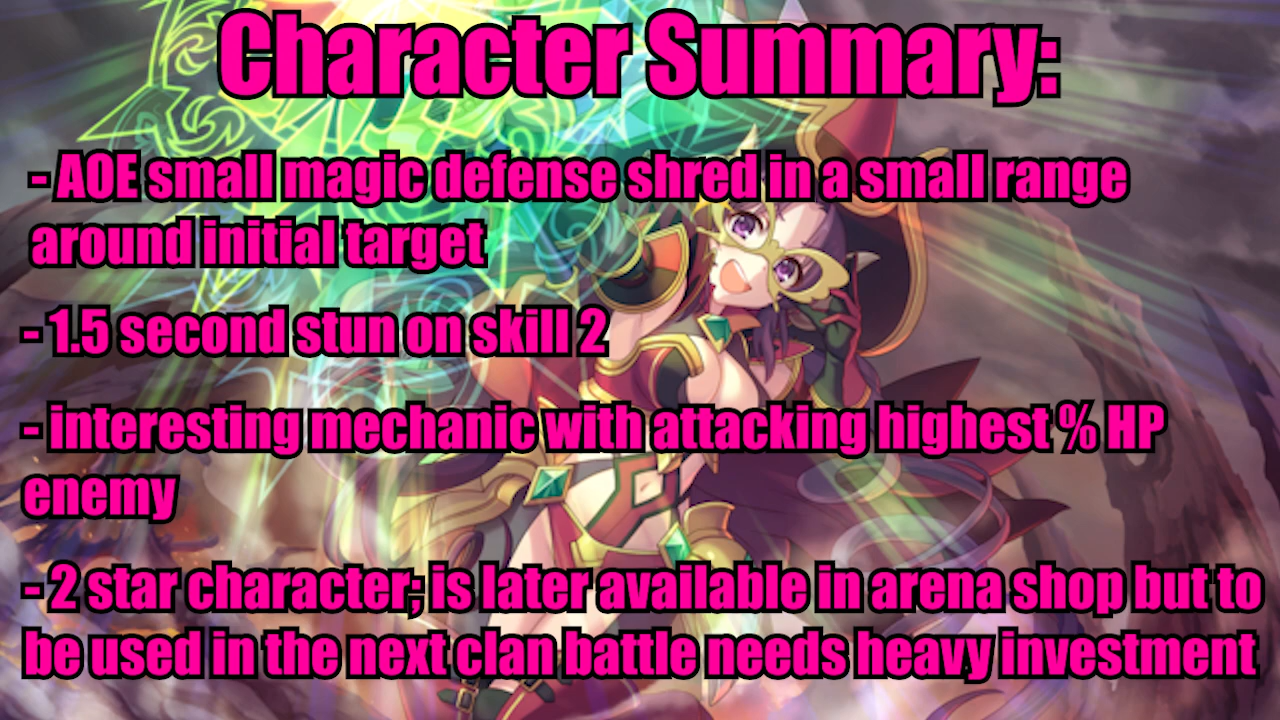 Character Summary:
- AOE small magic defense shred in a small range
around initial target
- 1.5 second stun on skill 2
- interesting mechanic with attacking highest % HP
enemy
- 2 star character; is later available in arena shop but to
be used in the next clan battle needs heavy investment